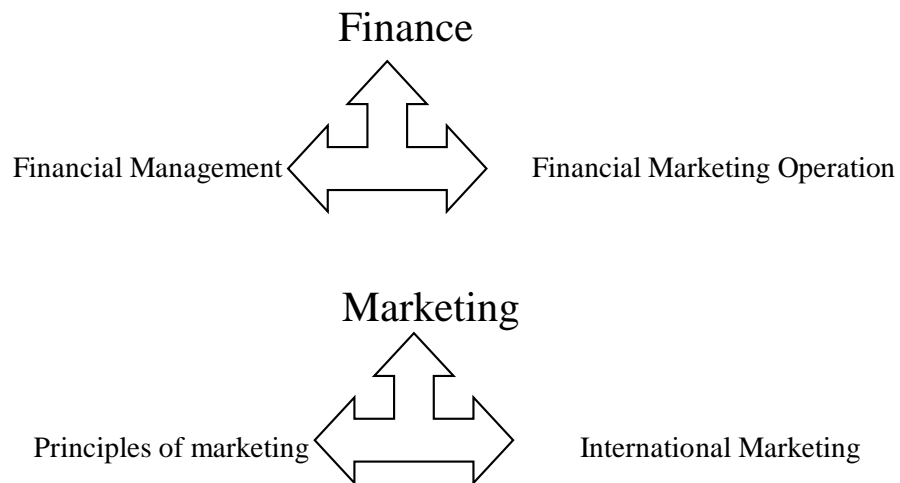 Finance
Financial Management
Financial Marketing Operation
Marketing
Principles of marketing
International Marketing